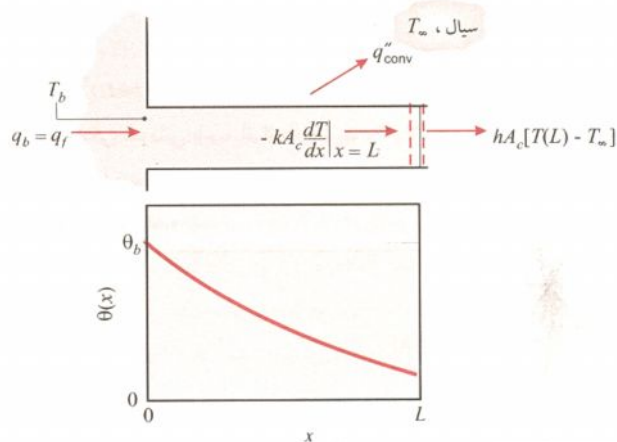 سیال ، T∞
q″conv
Tb
qb = qf
- kAc dT/dx |x = L
hAc[T(L) - T∞]
θb
θ(x)
0
0
L
x